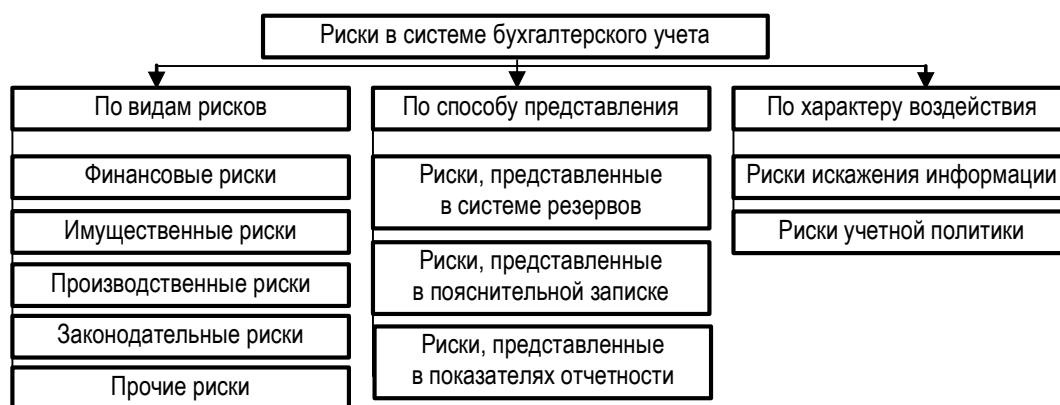 Риски в системе бухгалтерского учета
По видам рисков
Финансовые риски
Имущественные риски
Производственные риски
Законодательные риски
Прочие риски
По способу представления
Риски, представленные
в системе резервов
Риски, представленные
в пояснительной записке
Риски, представленные
в показателях отчетности
По характеру воздействия
Риски искажения информации
Риски учетной политики